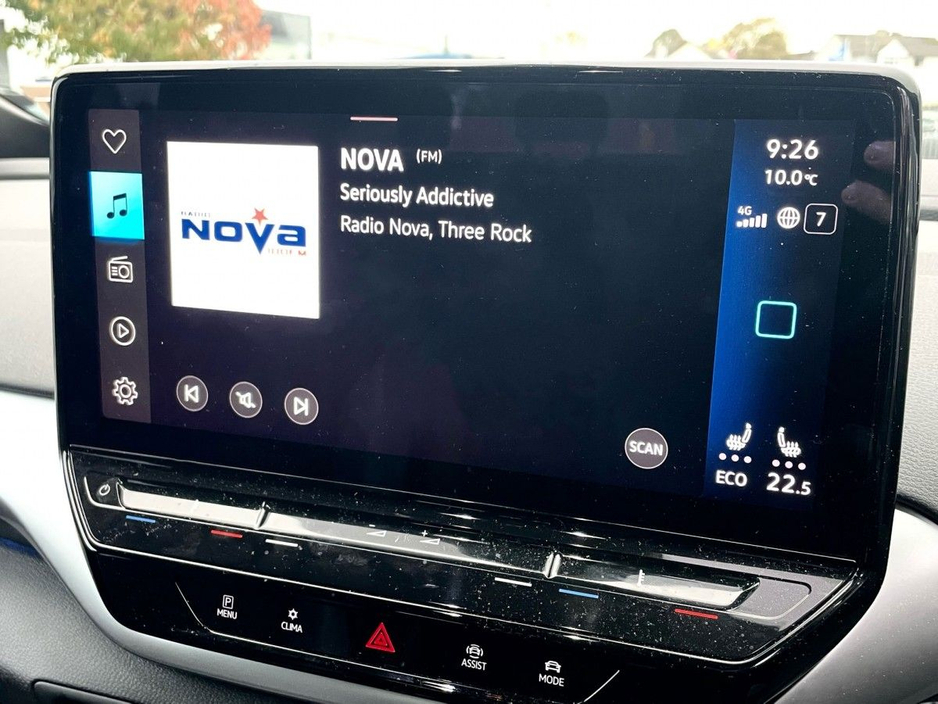 NOVA (FM)
Seriously Addictive
Radio Nova, Three Rock
RADIO
NOVA
9:26
10.0°C
4G
7
SCAN
ECO
22.5
P
MENU
CLIMA
ASSIST
MODE